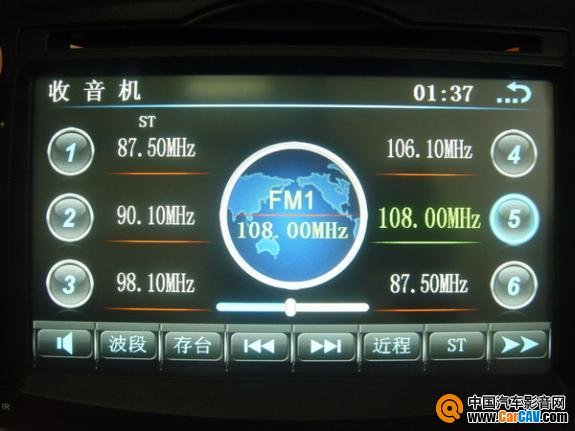 收音机 01:37
ST
1 87.50MHz 106.10MHz 4
2 90.10MHz FM1 108.00MHz 5
108.00MHz
3 98.10MHz 87.50MHz 6
波段 存台 近程 ST
IR
中国汽车影音网
www.CarCAV.com